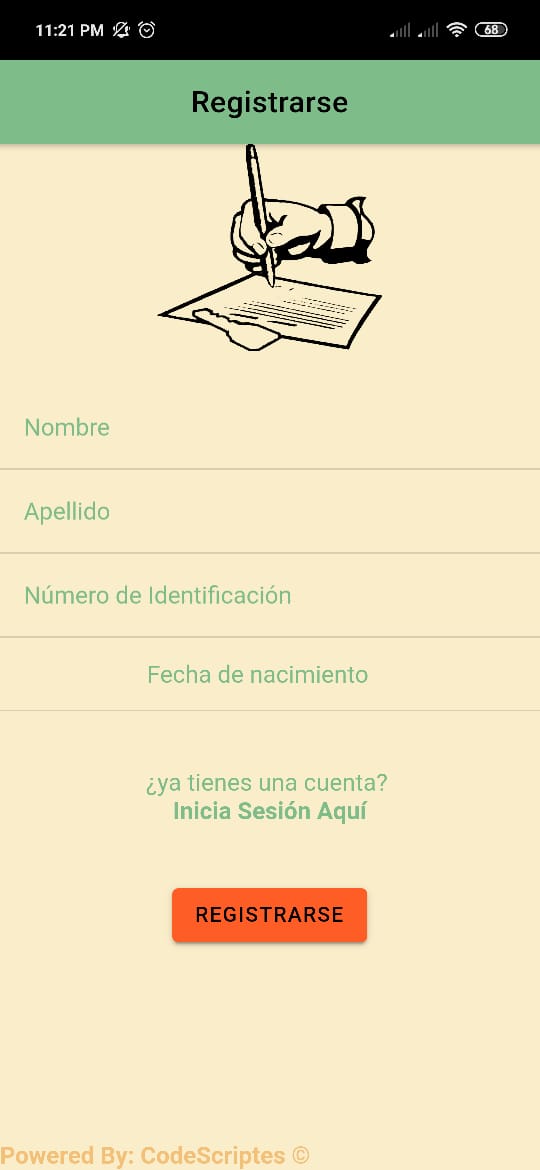 11:21 PM
68
Registrarse
Nombre
Apellido
Número de Identificación
Fecha de nacimiento
¿ya tienes una cuenta?
Inicia Sesión Aquí
REGISTRARSE
Powered By: CodeScriptes ©